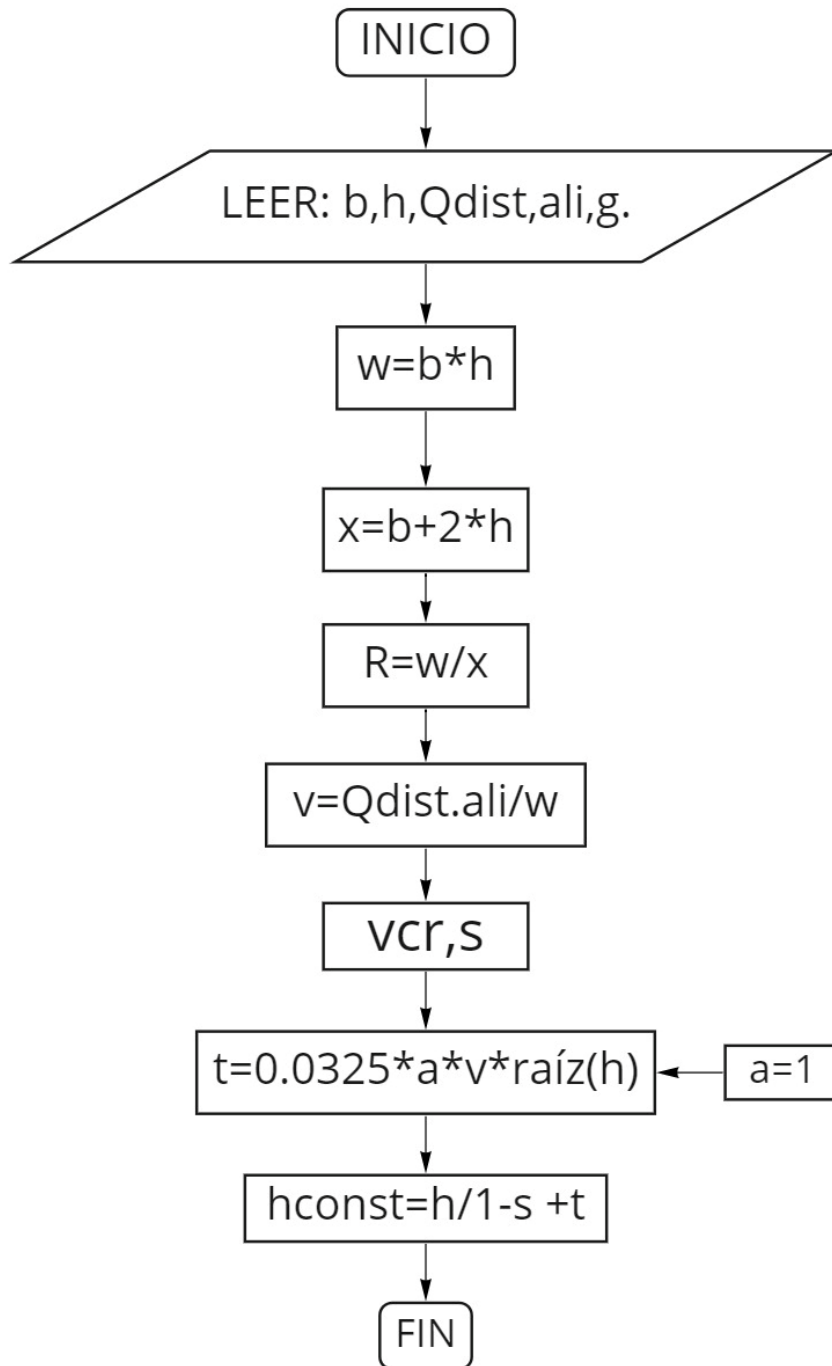 INICIO
LEER: b,h,Qdist,ali,g.
w=b*h
x=b+2*h
R=w/x
v=Qdist.ali/w
vcr,s
t=0.0325*a*v*raíz(h)
a=1
hconst=h/1-s +t
FIN